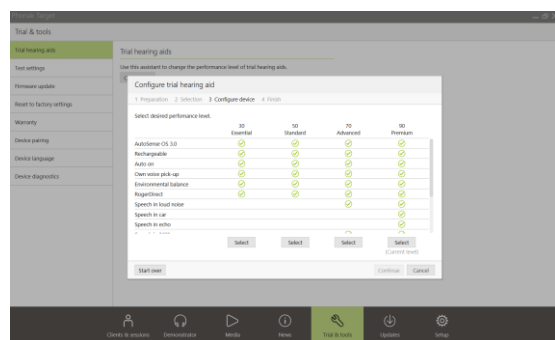 Phonak Target
Trial & tools
Trial hearing aids
Test settings
Firmware update
Reset to factory settings
Warranty
Device pairing
Device language
Device diagnostics
Trial hearing aids
Use this assistant to change the performance level of trial hearing aids.
Configure trial hearing aid
1 Preparation 2 Selection 3 Configure device 4 Finish
Select desired perfomance level.
30 50 70 90
Essential Standard Advanced Premium
AutoSense OS 3.0
Rechargeable
Auto on
Own voice pick-up
Environmental balance
RogerDirect
Speech in loud noise
Speech in car
Speech in echo
Select Select Select Select
(Current level)
Start over Continue Cancel
Clients & sessions Demonstrator Media News Trial & tools Updates Setup